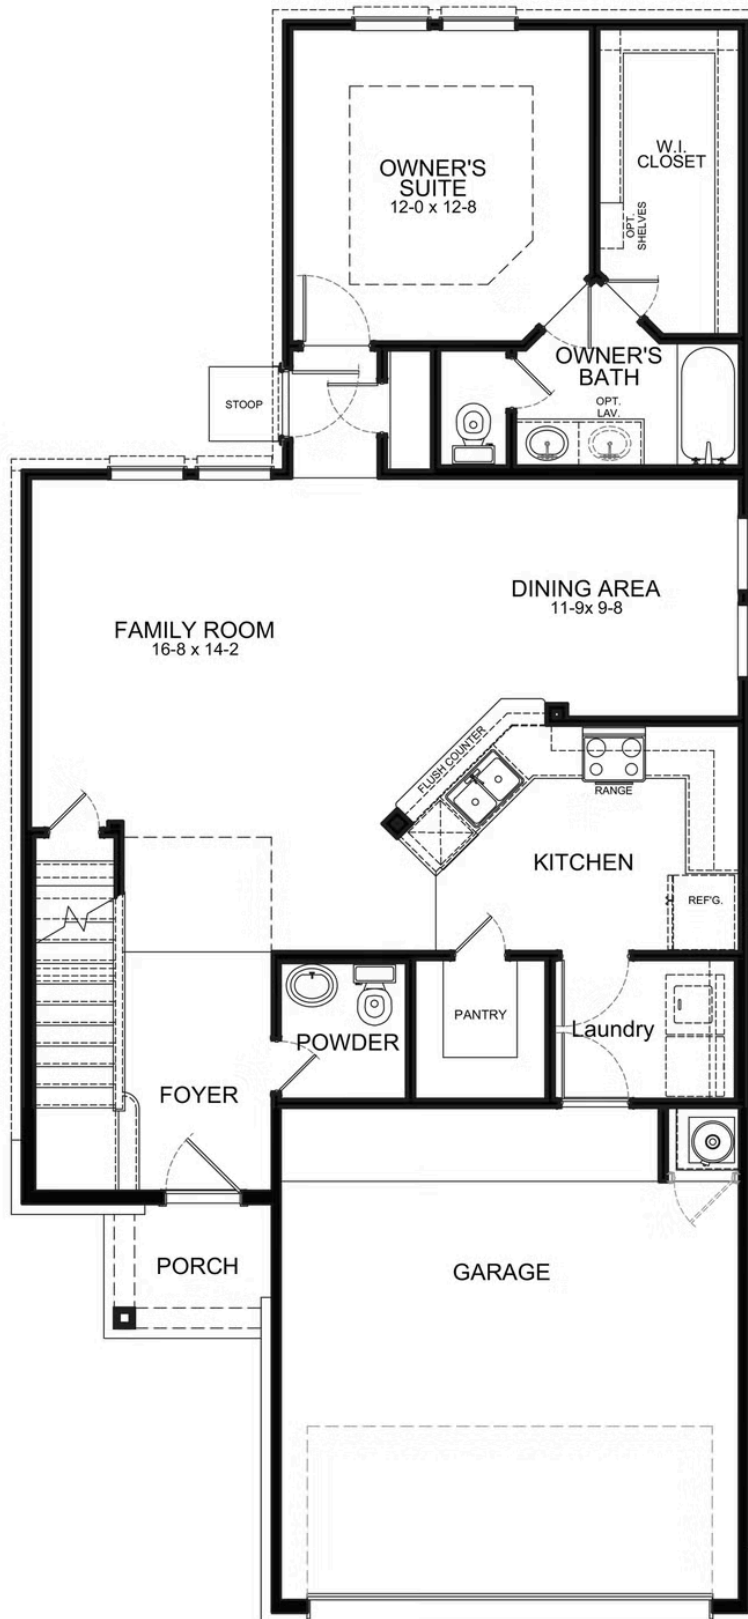 OWNER'S
SUITE
12-0 x 12-8
W.I.
CLOSET
OPT.
SHELVES
OWNER'S
BATH
OPT.
LAV.
STOOP
DINING AREA
11-9x 9-8
FAMILY ROOM
16-8 x 14-2
FLUSH COUNTER
RANGE
KITCHEN
REF'G.
PANTRY
Laundry
POWDER
FOYER
PORCH
GARAGE